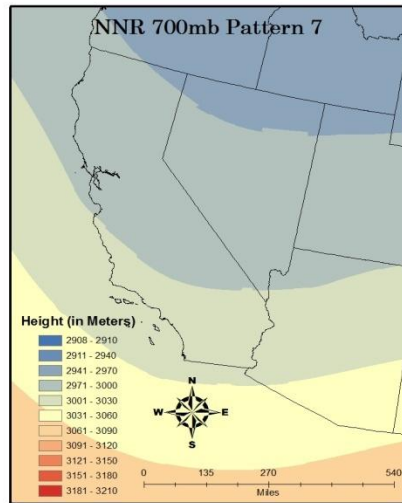 NNR 700mb Pattern 7
Height (in Meters)
2908 - 2910
2911 - 2940
2941 - 2970
2971 - 3000
3001 - 3030
3031 - 3060
3061 - 3090
3091 - 3120
3121 - 3150
3151 - 3180
3181 - 3210
N
W E
S
0 135 270 540
Miles